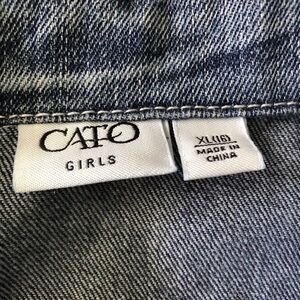 CATO
GIRLS
XL(16)
MADE IN
CHINA